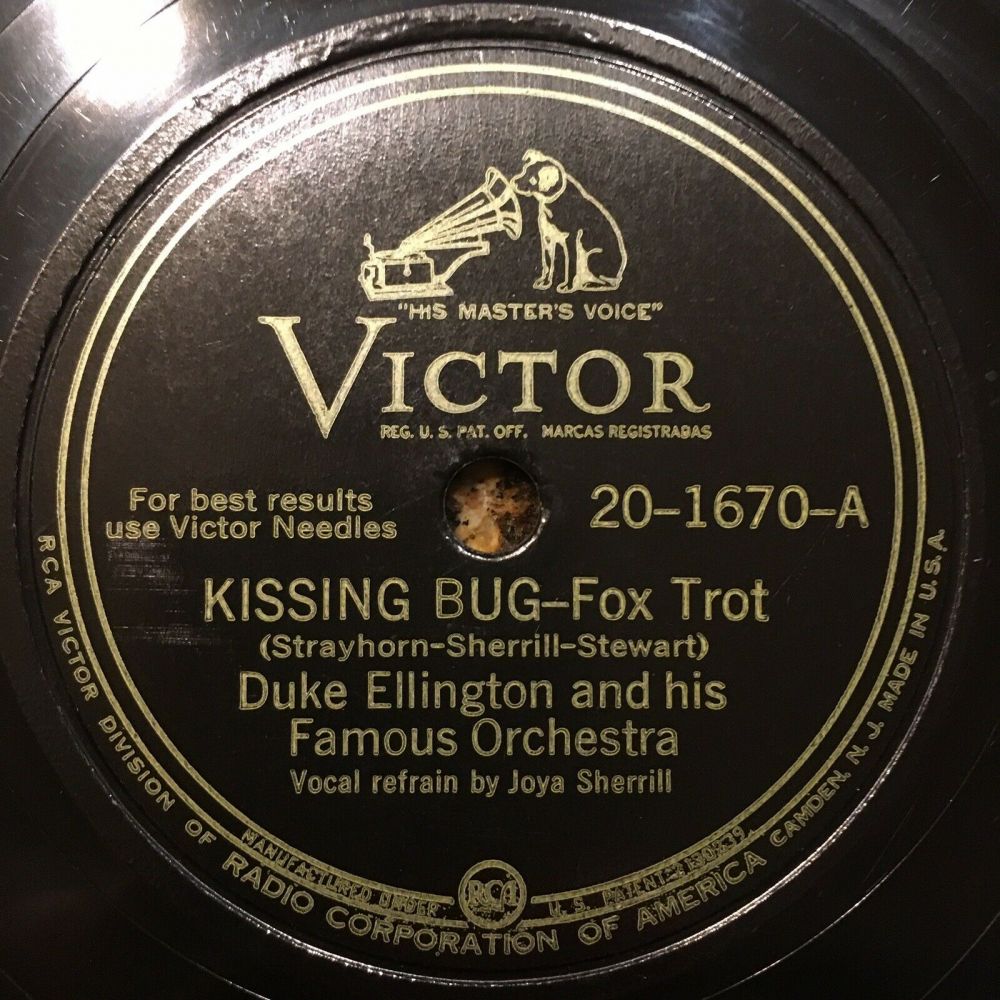 "HIS MASTER'S VOICE"
VICTOR
REG. U. S. PAT. OFF. MARCAS REGISTRADAS
For best results
use Victor Needles
20-1670-A
KISSING BUG-Fox Trot
(Strayhorn-Sherrill-Stewart)
Duke Ellington and his
Famous Orchestra
Vocal refrain by Joya Sherrill
MANUFACTURED UNDER
RCA
U. S. PATENT
RCA VICTOR DIVISION OF RADIO CORPORATION OF AMERICA CAMDEN, N. J. MADE IN U.S.A.